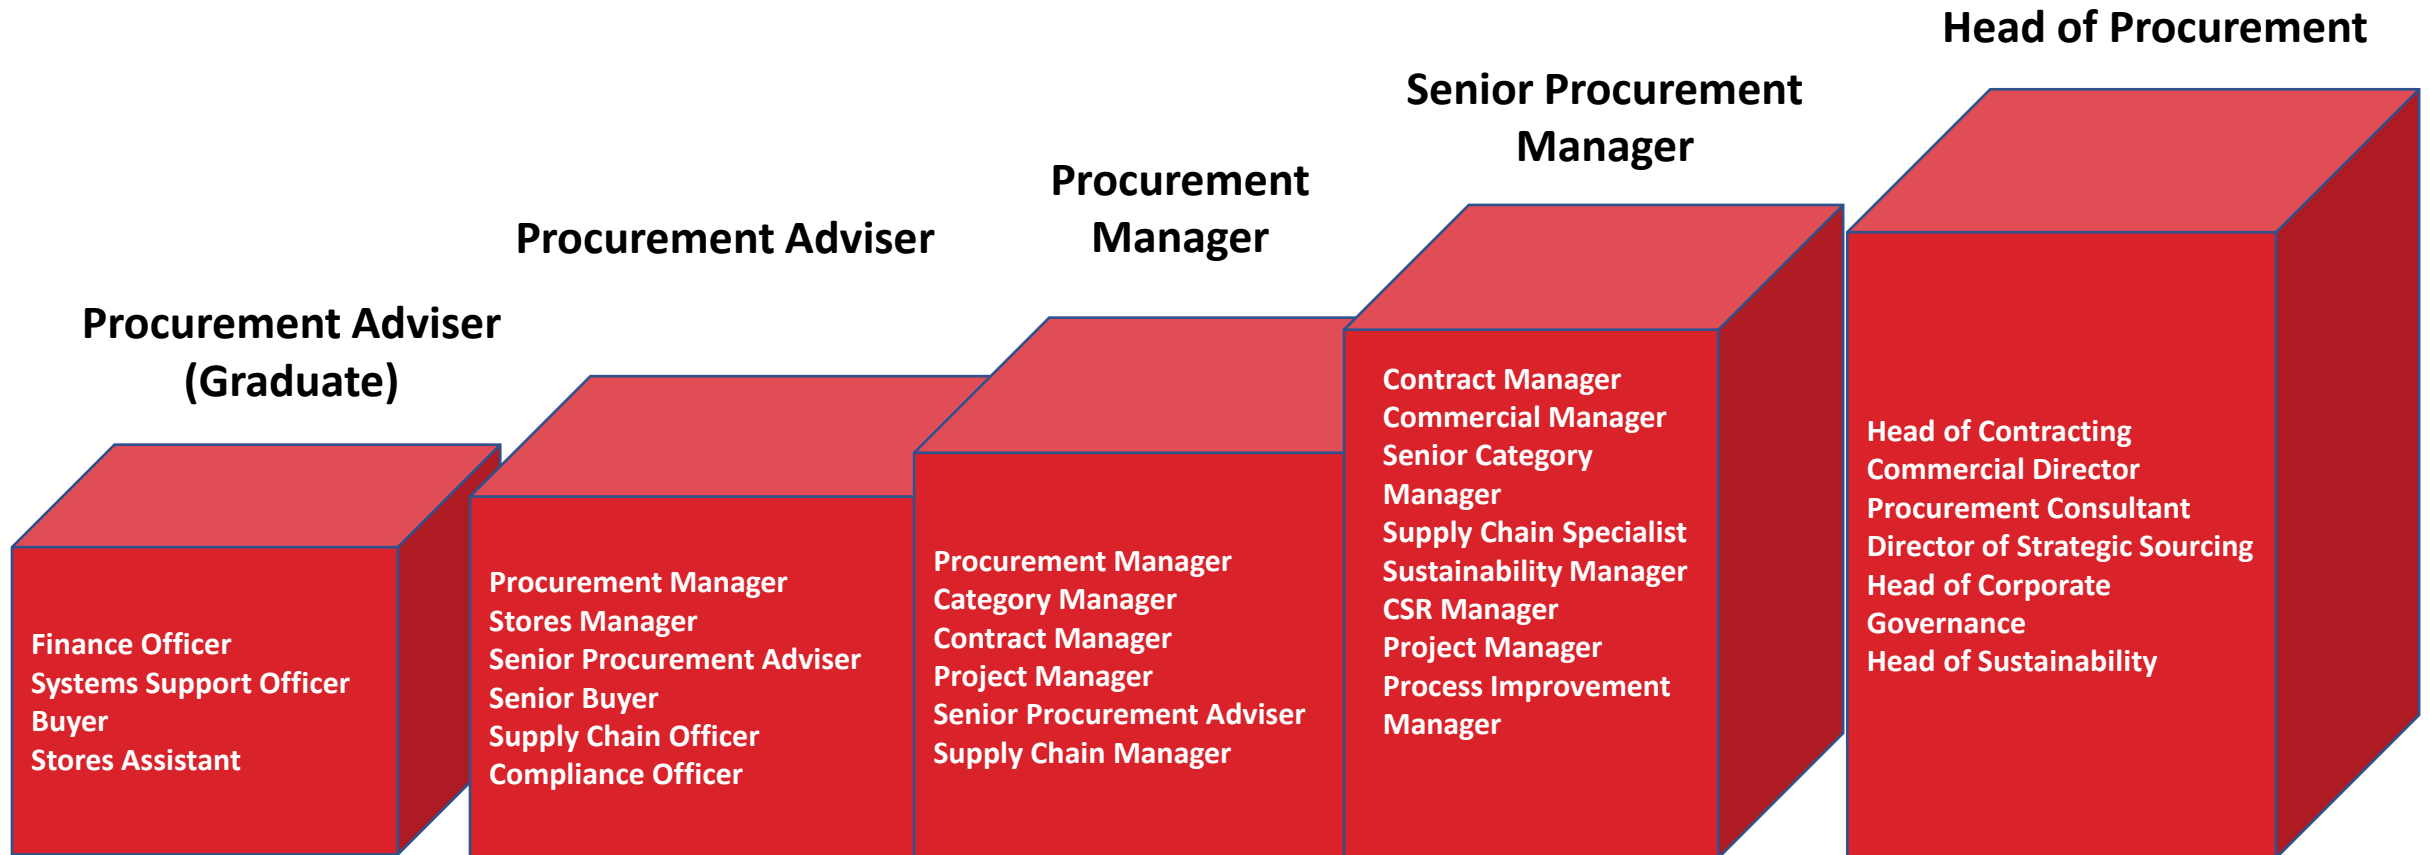 Head of Procurement
Senior Procurement
Manager
Procurement
Manager
Procurement Adviser
Procurement Adviser
(Graduate)
Finance Officer
Systems Support Officer
Buyer
Stores Assistant
Procurement Manager
Stores Manager
Senior Procurement Adviser
Senior Buyer
Supply Chain Officer
Compliance Officer
Procurement Manager
Category Manager
Contract Manager
Project Manager
Senior Procurement Adviser
Supply Chain Manager
Contract Manager
Commercial Manager
Senior Category
Manager
Supply Chain Specialist
Sustainability Manager
CSR Manager
Project Manager
Process Improvement
Manager
Head of Contracting
Commercial Director
Procurement Consultant
Director of Strategic Sourcing
Head of Corporate
Governance
Head of Sustainability